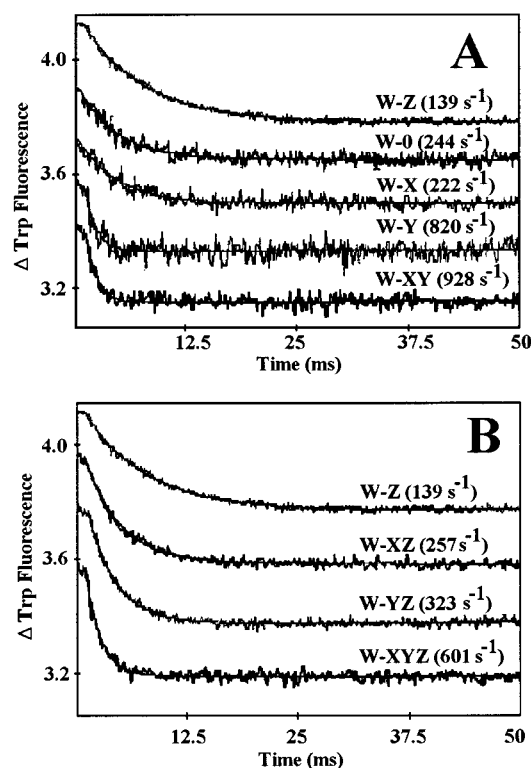 A
Δ Trp Fluorescence
4.0
3.6
3.2
W-Z (139 s⁻¹)
W-0 (244 s⁻¹)
W-X (222 s⁻¹)
W-Y (820 s⁻¹)
W-XY (928 s⁻¹)
12.5 25 37.5 50
Time (ms)
B
Δ Trp Fluorescence
4.0
3.6
3.2
W-Z (139 s⁻¹)
W-XZ (257 s⁻¹)
W-YZ (323 s⁻¹)
W-XYZ (601 s⁻¹)
12.5 25 37.5 50
Time (ms)